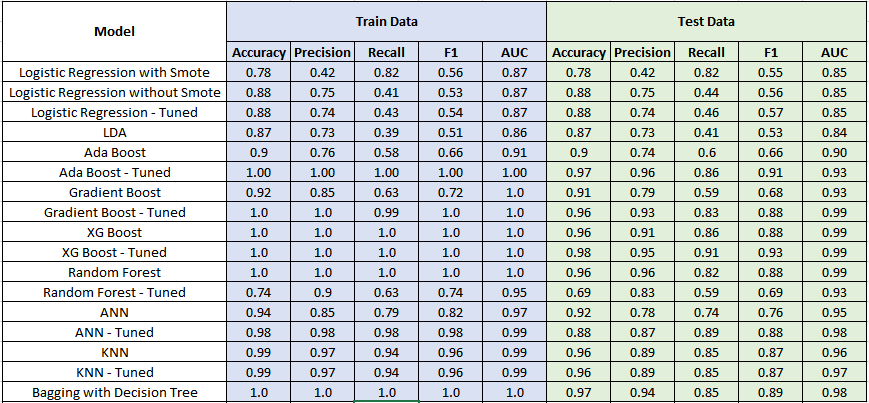 Model Train Data Test Data
Accuracy Precision Recall F1 AUC Accuracy Precision Recall F1 AUC
Logistic Regression with Smote 0.78 0.42 0.82 0.56 0.87 0.78 0.42 0.82 0.55 0.85
Logistic Regression without Smote 0.88 0.75 0.41 0.53 0.87 0.88 0.75 0.44 0.56 0.85
Logistic Regression - Tuned 0.88 0.74 0.43 0.54 0.87 0.88 0.74 0.46 0.57 0.85
LDA 0.87 0.73 0.39 0.51 0.86 0.87 0.73 0.41 0.53 0.84
Ada Boost 0.9 0.76 0.58 0.66 0.91 0.9 0.74 0.6 0.66 0.90
Ada Boost - Tuned 1.00 1.00 1.00 1.00 1.00 0.97 0.96 0.86 0.91 0.93
Gradient Boost 0.92 0.85 0.63 0.72 1.0 0.91 0.79 0.59 0.68 0.93
Gradient Boost - Tuned 1.0 1.0 0.99 1.0 1.0 0.96 0.93 0.83 0.88 0.99
XG Boost 1.0 1.0 1.0 1.0 1.0 0.96 0.91 0.86 0.88 0.99
XG Boost - Tuned 1.0 1.0 1.0 1.0 1.0 0.98 0.95 0.91 0.93 0.99
Random Forest 1.0 1.0 1.0 1.0 1.0 0.96 0.96 0.82 0.88 0.99
Random Forest - Tuned 0.74 0.9 0.63 0.74 0.95 0.69 0.83 0.59 0.69 0.93
ANN 0.94 0.85 0.79 0.82 0.97 0.92 0.78 0.74 0.76 0.95
ANN - Tuned 0.98 0.98 0.98 0.98 0.99 0.88 0.87 0.89 0.88 0.98
KNN 0.99 0.97 0.94 0.96 0.99 0.96 0.89 0.85 0.87 0.96
KNN - Tuned 0.99 0.97 0.94 0.96 0.99 0.96 0.89 0.85 0.87 0.97
Bagging with Decision Tree 1.0 1.0 1.0 1.0 1.0 0.97 0.94 0.85 0.89 0.98